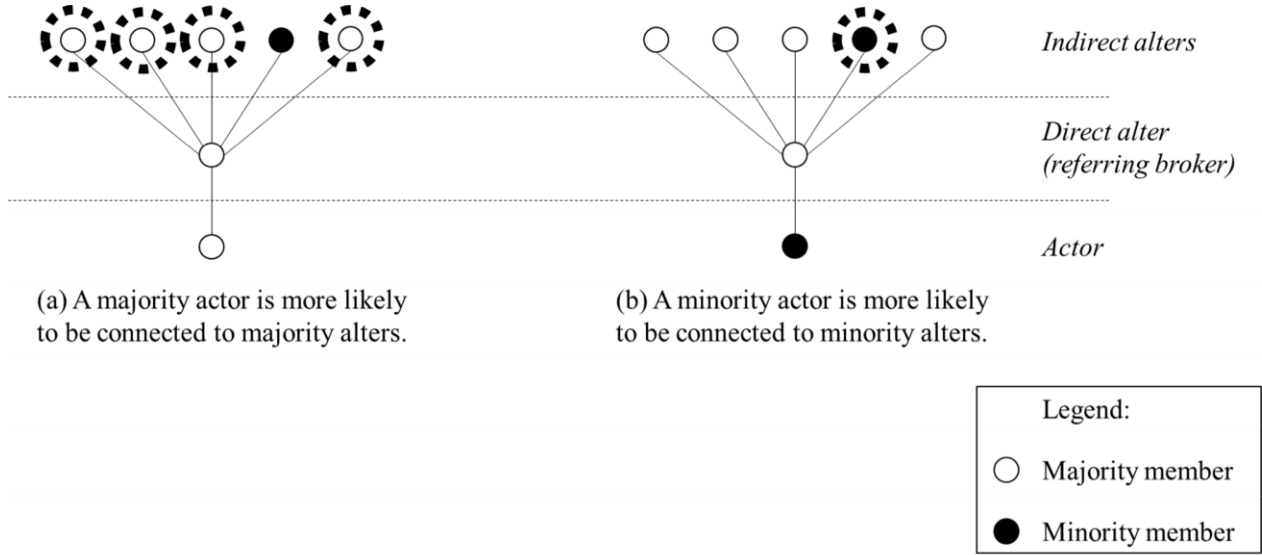 Indirect alters
Direct alter
(referring broker)
Actor
(a) A majority actor is more likely
to be connected to majority alters.
(b) A minority actor is more likely
to be connected to minority alters.
Legend:
Majority member
Minority member